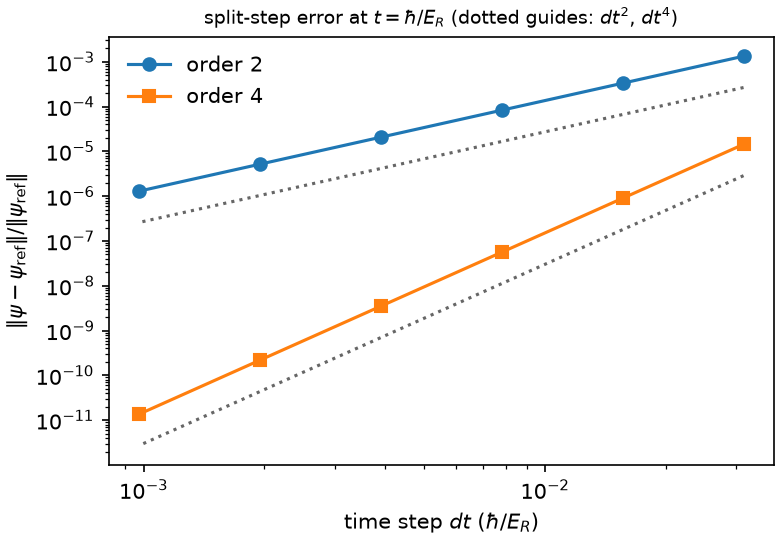 split-step error at t = ħ/E_R (dotted guides: dt², dt⁴)
order 2
order 4
‖ψ − ψ_ref‖/‖ψ_ref‖
10⁻³
10⁻⁴
10⁻⁵
10⁻⁶
10⁻⁷
10⁻⁸
10⁻⁹
10⁻¹⁰
10⁻¹¹
10⁻³
10⁻²
time step dt (ħ/E_R)